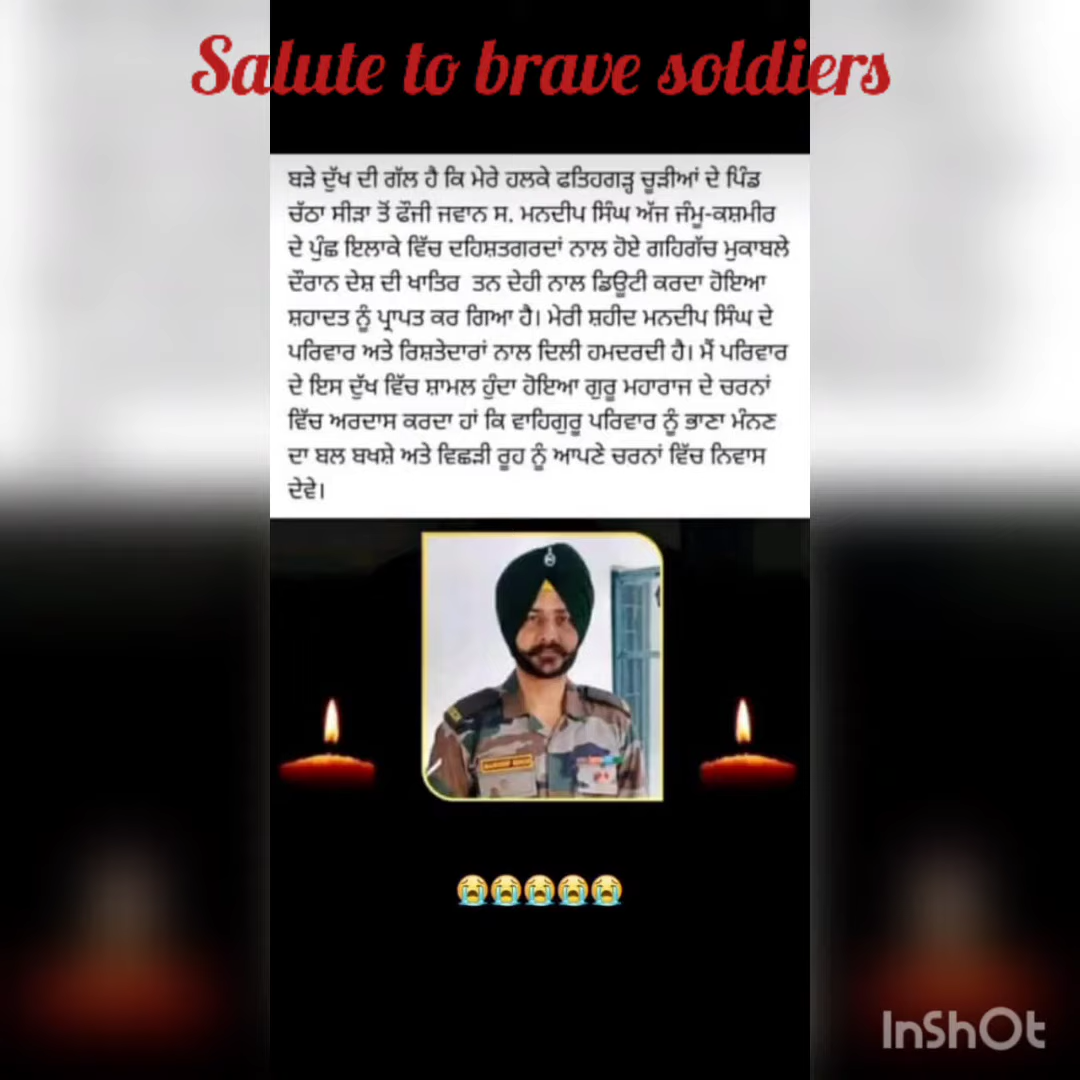 Salute to brave soldiers
ਬੜੇ ਦੁੱਖ ਦੀ ਗੱਲ ਹੈ ਕਿ ਮੇਰੇ ਹਲਕੇ ਫਤਿਹਗੜ੍ਹ ਚੂੜੀਆਂ ਦੇ ਪਿੰਡ
ਚੱਠਾ ਸੀੜਾ ਤੋਂ ਫੌਜੀ ਜਵਾਨ ਸ. ਮਨਦੀਪ ਸਿੰਘ ਅੱਜ ਜੰਮੂ-ਕਸ਼ਮੀਰ
ਦੇ ਪੁੰਛ ਇਲਾਕੇ ਵਿੱਚ ਦਹਿਸ਼ਤਗਰਦਾਂ ਨਾਲ ਹੋਏ ਗਹਿਗੱਚ ਮੁਕਾਬਲੇ
ਦੌਰਾਨ ਦੇਸ਼ ਦੀ ਖਾਤਿਰ ਤਨ ਦੇਹੀ ਨਾਲ ਡਿਊਟੀ ਕਰਦਾ ਹੋਇਆ
ਸ਼ਹਾਦਤ ਨੂੰ ਪ੍ਰਾਪਤ ਕਰ ਗਿਆ ਹੈ। ਮੇਰੀ ਸ਼ਹੀਦ ਮਨਦੀਪ ਸਿੰਘ ਦੇ
ਪਰਿਵਾਰ ਅਤੇ ਰਿਸ਼ਤੇਦਾਰਾਂ ਨਾਲ ਦਿਲੀ ਹਮਦਰਦੀ ਹੈ। ਮੈਂ ਪਰਿਵਾਰ
ਦੇ ਇਸ ਦੁੱਖ ਵਿੱਚ ਸ਼ਾਮਲ ਹੁੰਦਾ ਹੋਇਆ ਗੁਰੂ ਮਹਾਰਾਜ ਦੇ ਚਰਨਾਂ
ਵਿੱਚ ਅਰਦਾਸ ਕਰਦਾ ਹਾਂ ਕਿ ਵਾਹਿਗੁਰੂ ਪਰਿਵਾਰ ਨੂੰ ਭਾਣਾ ਮੰਨਣ
ਦਾ ਬਲ ਬਖਸ਼ੇ ਅਤੇ ਵਿਛੜੀ ਰੂਹ ਨੂੰ ਆਪਣੇ ਚਰਨਾਂ ਵਿੱਚ ਨਿਵਾਸ
ਦੇਵੇ।
InShOt